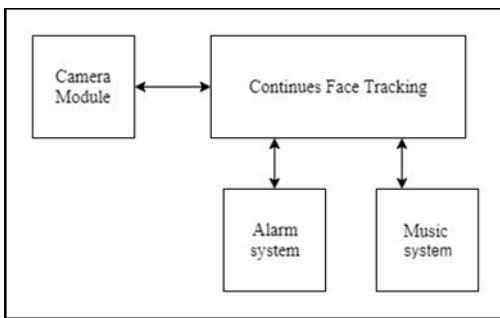 Camera
Module
Continues Face Tracking
Alarm
system
Music
system